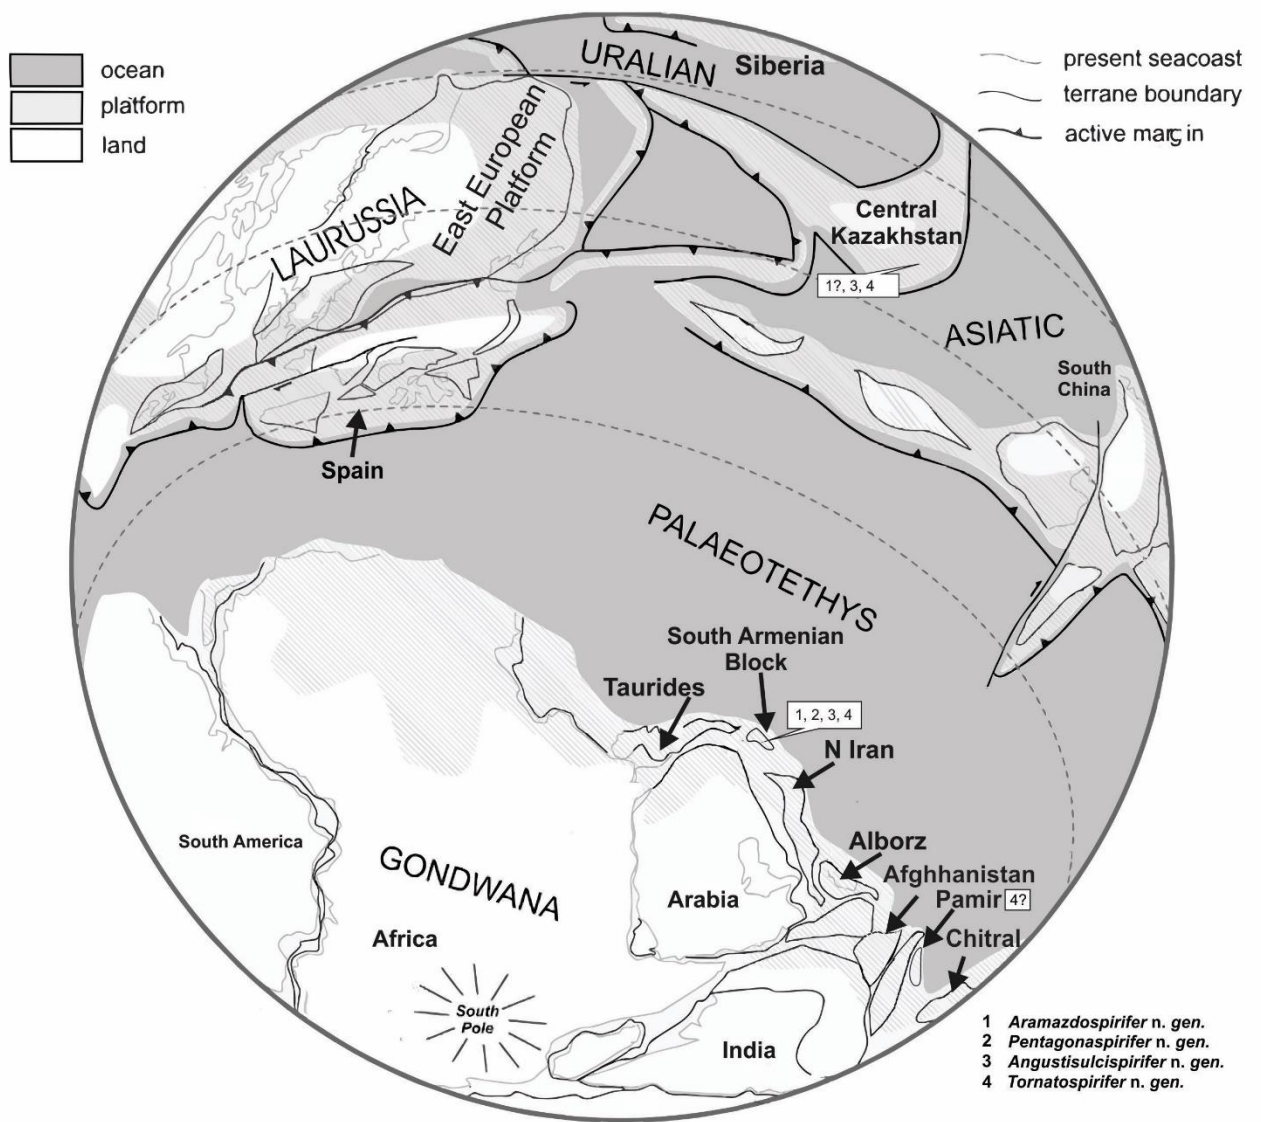 ocean
platform
land
present seacoast
terrane boundary
active marg in
URALIAN
Siberia
East European
Platform
LAURUSSIA
Central
Kazakhstan
1?, 3, 4
ASIATIC
South
China
Spain
PALAEOTETHYS
South Armenian
Block
Taurides
1, 2, 3, 4
N Iran
South America
GONDWANA
Alborz
Afghhanistan
Arabia
Pamir 4?
Africa
Chitral
South
Pole
India
1 Aramazdospirifer n. gen.
2 Pentagonaspirifer n. gen.
3 Angustisulcispirifer n. gen.
4 Tornatospirifer n. gen.